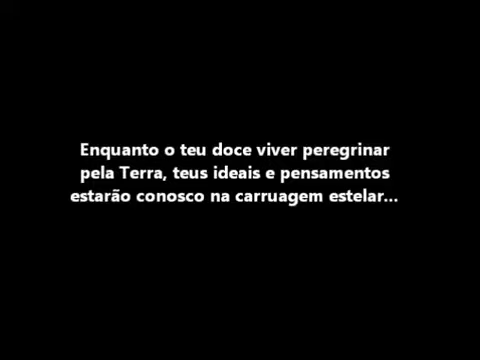 Enquanto o teu doce viver peregrinar
pela Terra, teus ideais e pensamentos
estarão conosco na carruagem estelar...